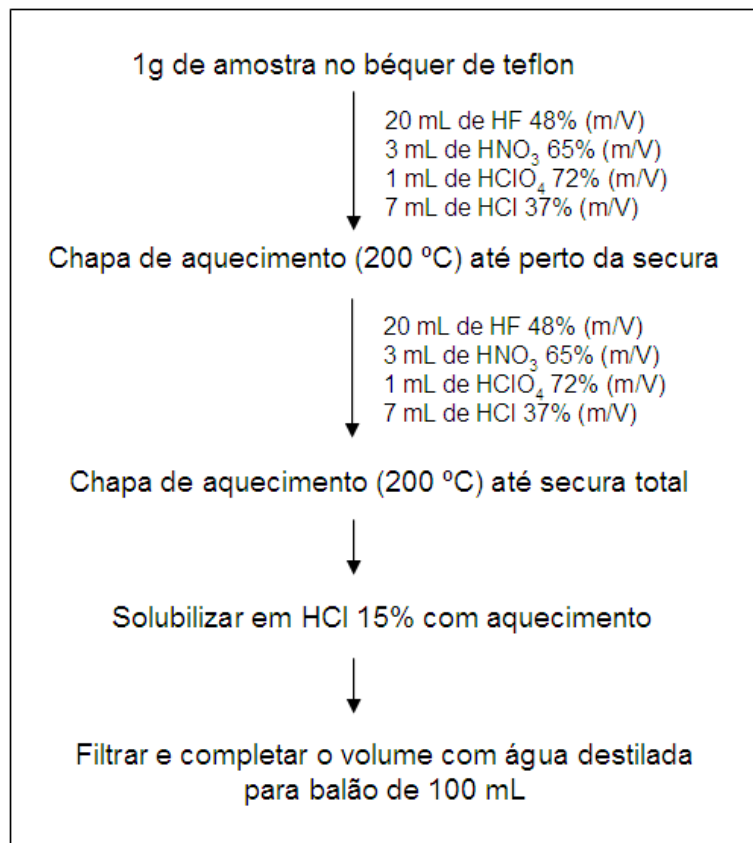 1g de amostra no béquer de teflon
20 mL de HF 48% (m/V)
3 mL de HNO₃ 65% (m/V)
1 mL de HClO₄ 72% (m/V)
7 mL de HCl 37% (m/V)
Chapa de aquecimento (200 ºC) até perto da secura
20 mL de HF 48% (m/V)
3 mL de HNO₃ 65% (m/V)
1 mL de HClO₄ 72% (m/V)
7 mL de HCl 37% (m/V)
Chapa de aquecimento (200 ºC) até secura total
Solubilizar em HCl 15% com aquecimento
Filtrar e completar o volume com água destilada
para balão de 100 mL